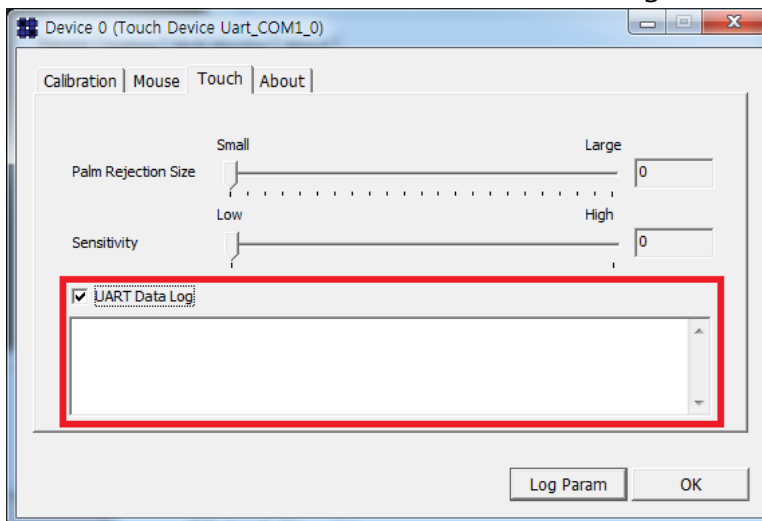 Device 0 (Touch Device Uart_COM1_0)
Calibration Mouse Touch About
Small Large
Palm Rejection Size 0
Low High
Sensitivity 0
UART Data Log
Log Param OK